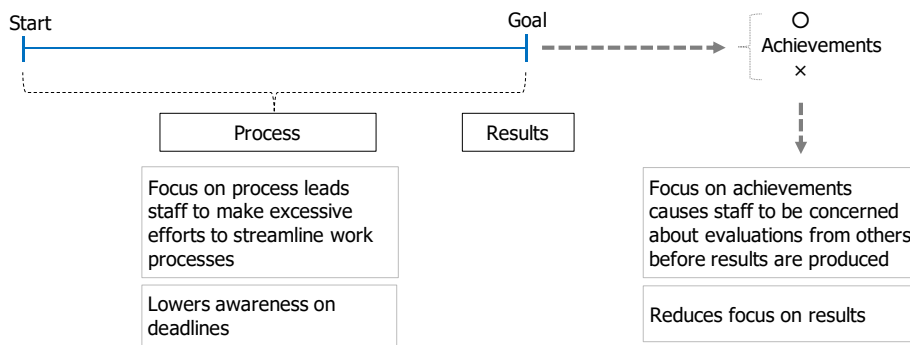 Start
Goal
○
Achievements
×
Process
Results
Focus on process leads
staff to make excessive
efforts to streamline work
processes
Focus on achievements
causes staff to be concerned
about evaluations from others
before results are produced
Lowers awareness on
deadlines
Reduces focus on results